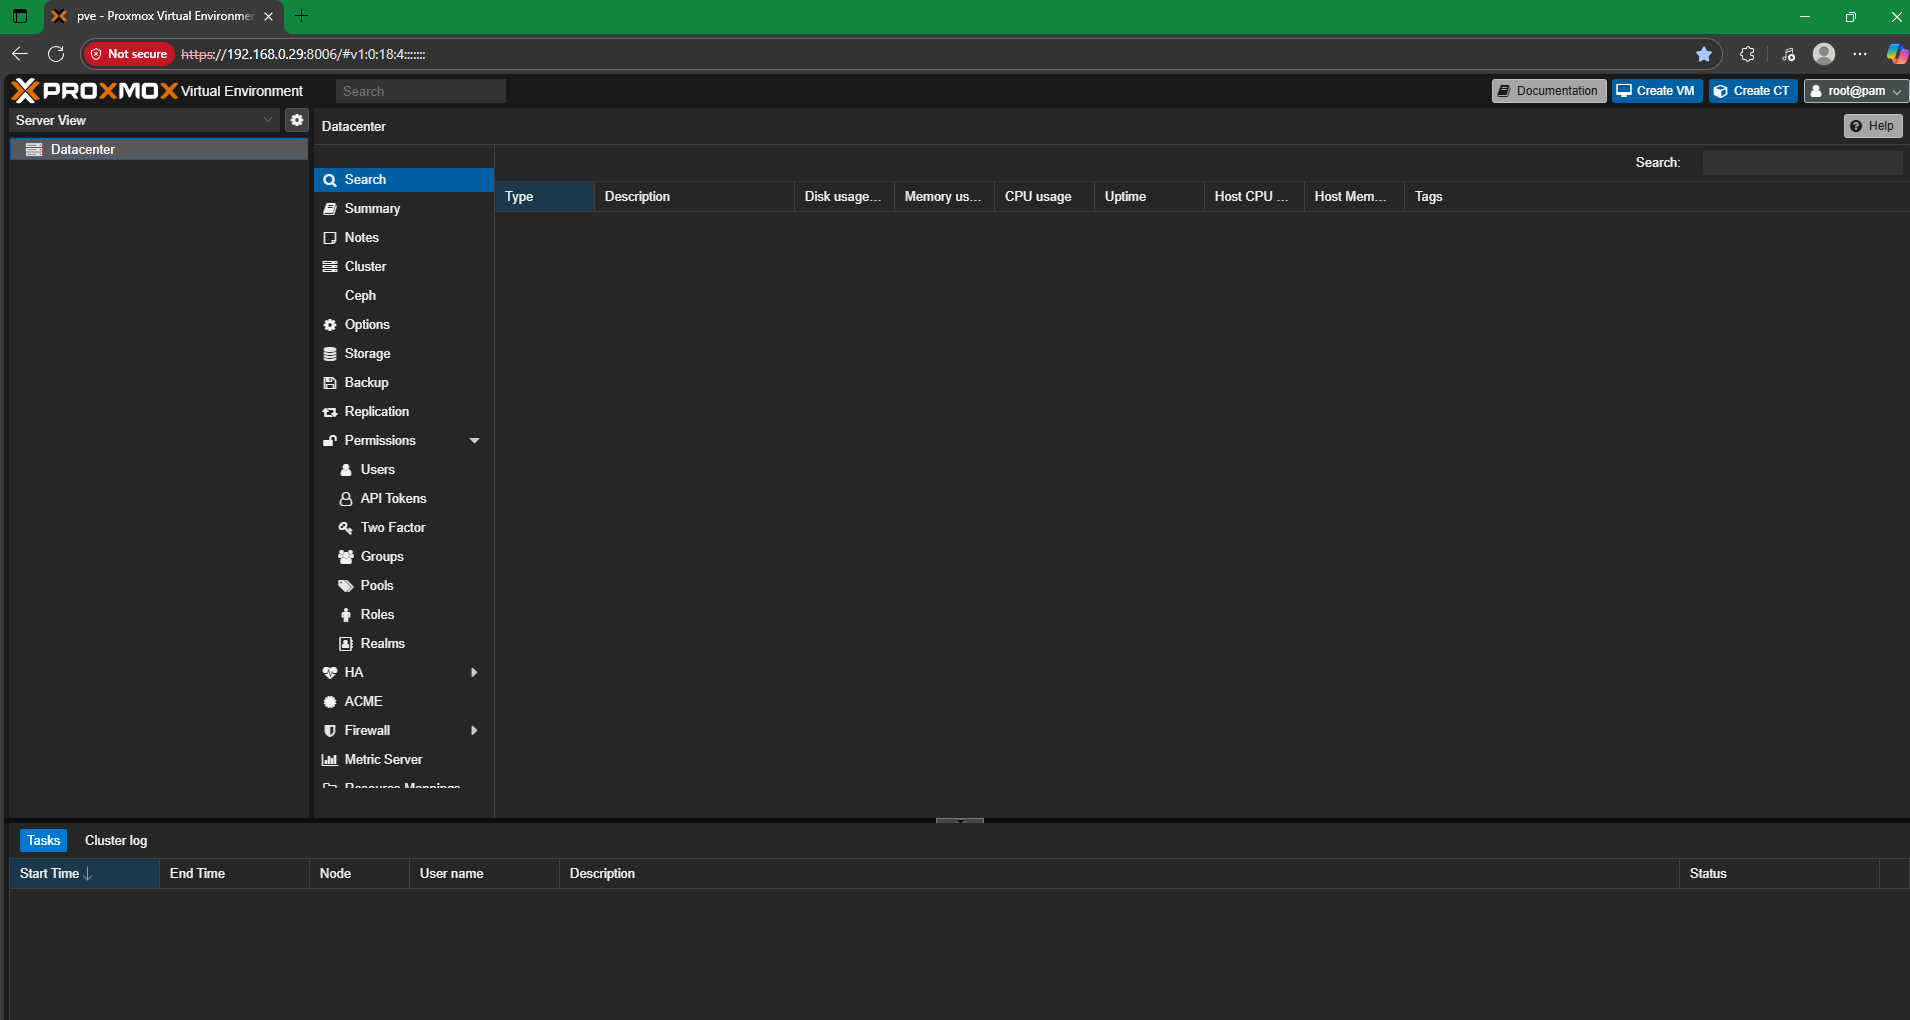 pve - Proxmox Virtual Environme
Not secure https://192.168.0.29:8006/#v1:0:18:4:::::::
PROXMOX Virtual Environment
Search
Documentation
Create VM
Create CT
root@pam
Server View
Datacenter
Help
Datacenter
Search:
Search
Type
Description
Disk usage...
Memory us...
CPU usage
Uptime
Host CPU ...
Host Mem...
Tags
Summary
Notes
Cluster
Ceph
Options
Storage
Backup
Replication
Permissions
Users
API Tokens
Two Factor
Groups
Pools
Roles
Realms
HA
ACME
Firewall
Metric Server
Resource Mappings
Tasks
Cluster log
Start Time
End Time
Node
User name
Description
Status